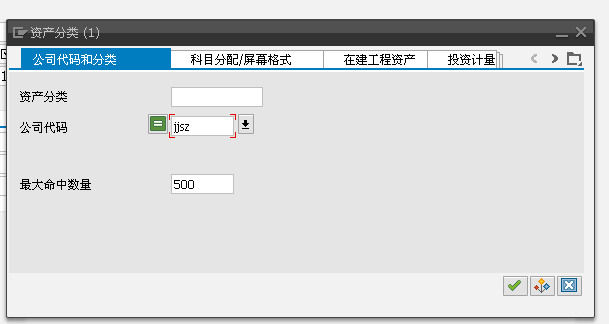 资产分类 (1)
公司代码和分类 科目分配/屏幕格式 在建工程资产 投资计量
资产分类
公司代码 jjsz
最大命中数量 500